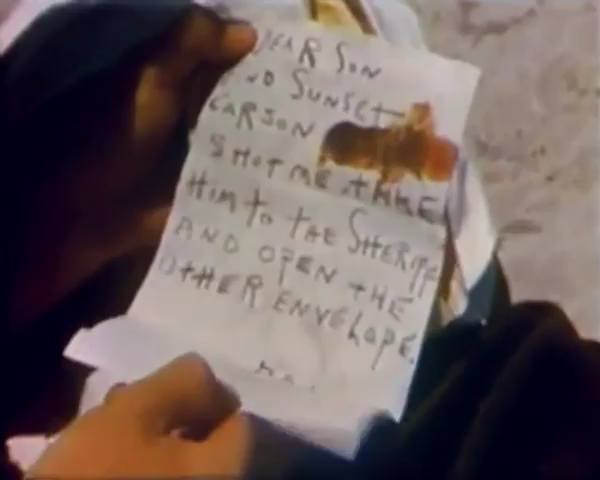 DEAR SON
AND SUNSET
CARSON
SHOT ME. TAKE
HIM TO THE SHERIFF
AND OPEN THE
OTHER ENVELOPE.